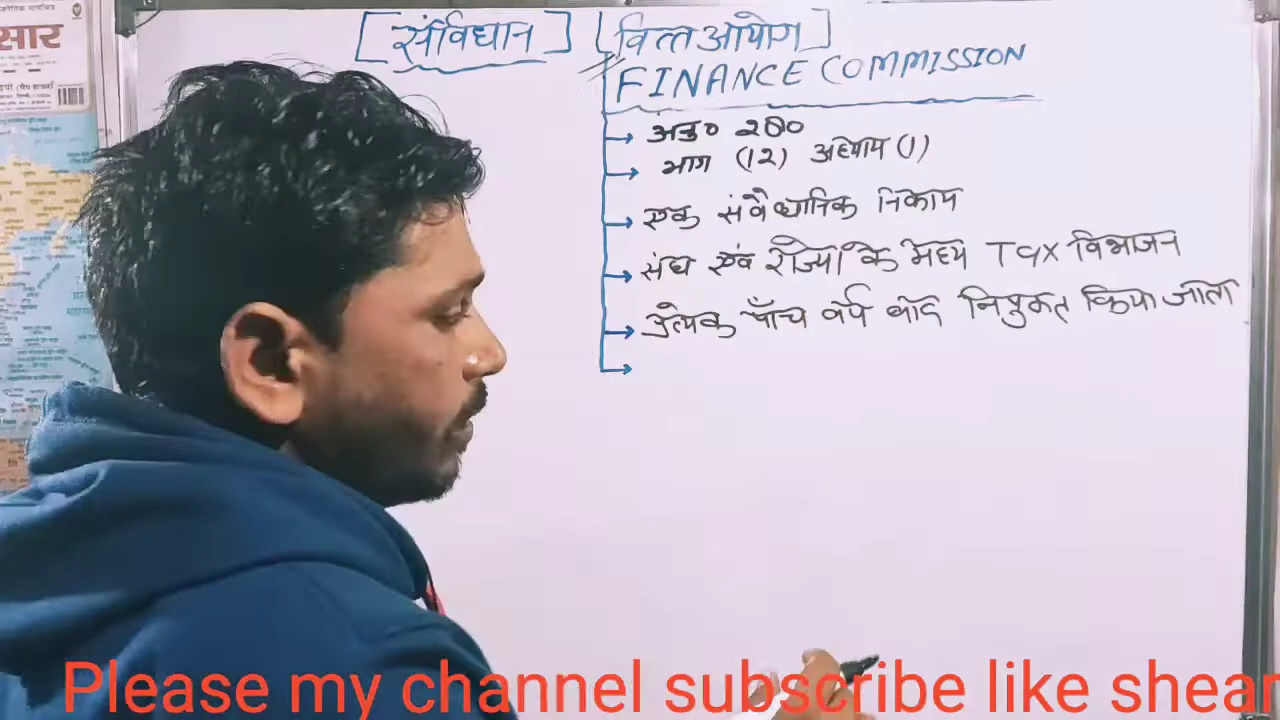 सार
[संविधान] [वित्त आयोग]
FINANCE COMMISSION
अनु० 280
भाग (12) अध्याय (1)
एक संवैधानिक निकाय
संघ एवं राज्यों के मध्य Tax विभाजन
प्रत्येक पाँच वर्ष बाद नियुक्त किया जाता
Please my channel subscribe like shear